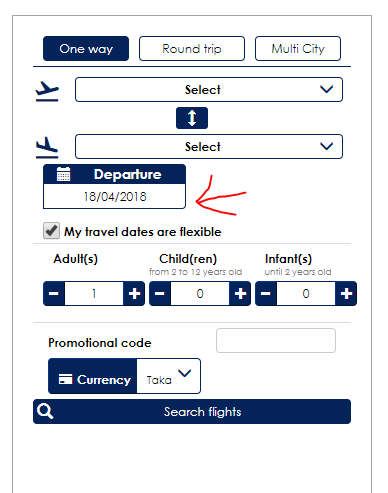 One way Round trip Multi City
Select
Select
Departure
18/04/2018
My travel dates are flexible
Adult(s) Child(ren) Infant(s)
from 2 to 12 years old until 2 years old
1 0 0
Promotional code
Currency Taka
Search flights